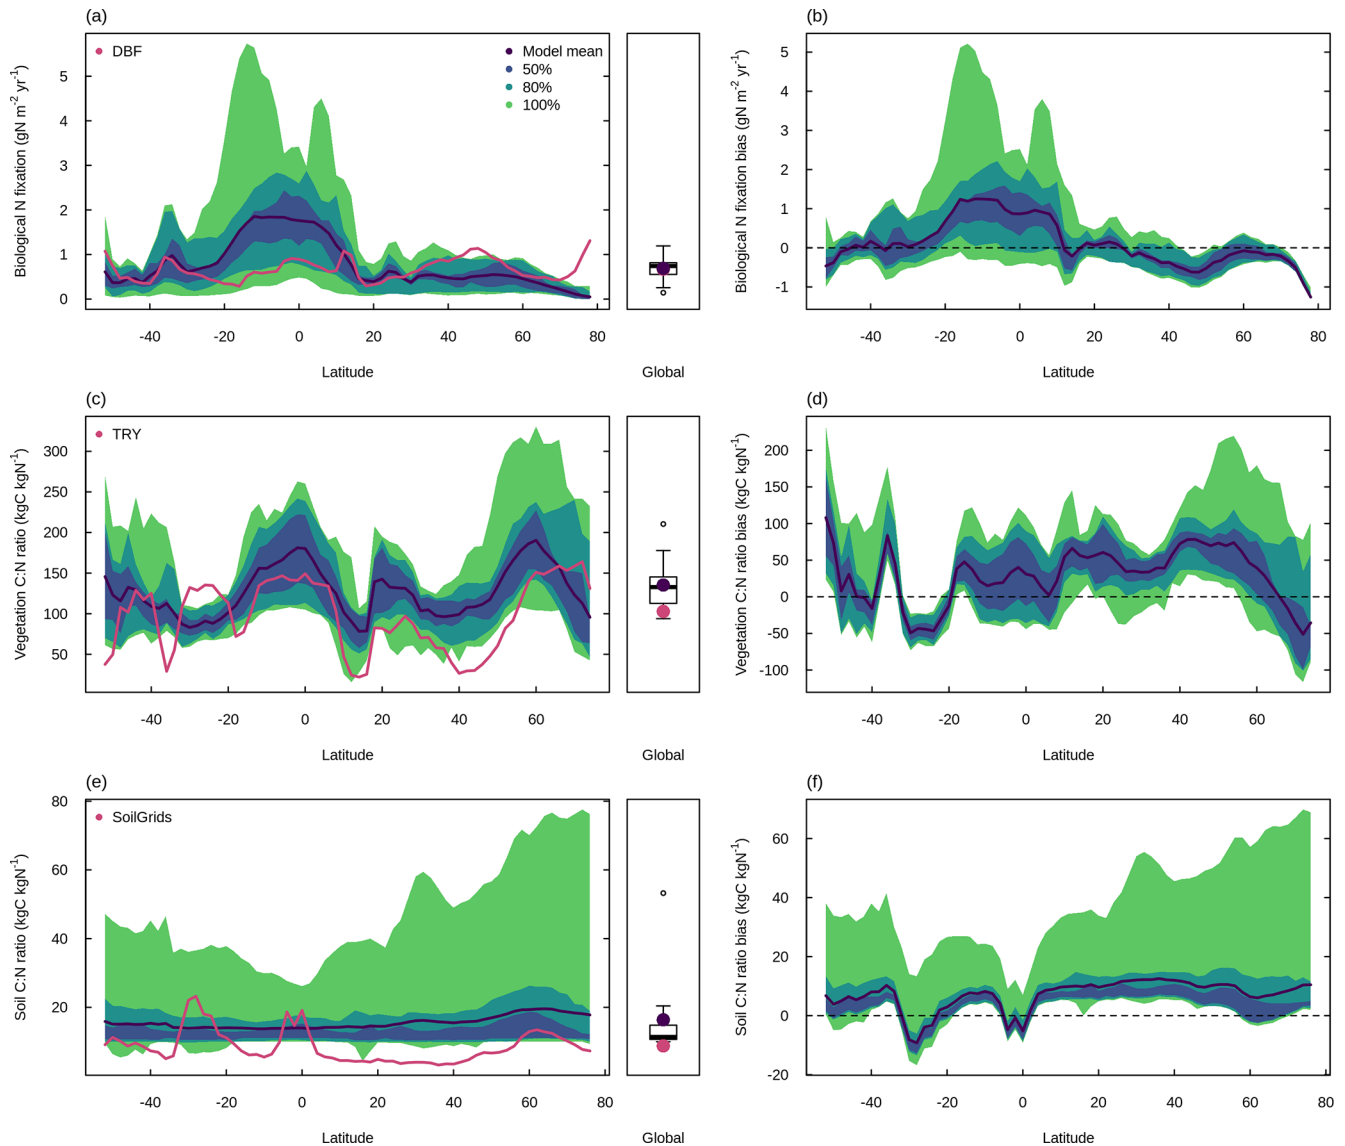 (a)
DBF
Model mean
50%
80%
100%
Biological N fixation (gN m-2 yr-1)
5
4
3
2
1
0
-40 -20 0 20 40 60 80
Latitude
Global
(b)
Biological N fixation bias (gN m-2 yr-1)
5
4
3
2
1
0
-1
-40 -20 0 20 40 60 80
Latitude
(c)
TRY
Vegetation C:N ratio (kgC kgN-1)
300
250
200
150
100
50
-40 -20 0 20 40 60
Latitude
Global
(d)
Vegetation C:N ratio bias (kgC kgN-1)
200
150
100
50
0
-50
-100
-40 -20 0 20 40 60
Latitude
(e)
SoilGrids
Soil C:N ratio (kgC kgN-1)
80
60
40
20
-40 -20 0 20 40 60 80
Latitude
Global
(f)
Soil C:N ratio bias (kgC kgN-1)
60
40
20
0
-20
-40 -20 0 20 40 60 80
Latitude